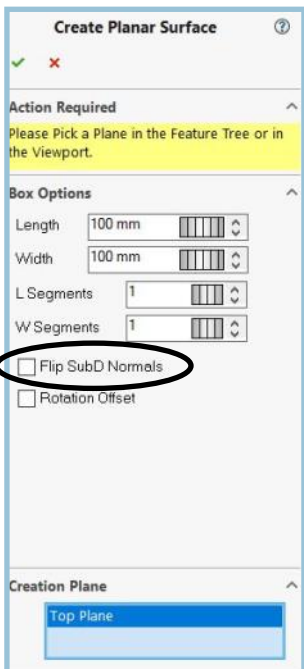 Create Planar Surface
Action Required
Please Pick a Plane in the Feature Tree or in
the Viewport.
Box Options
Length 100 mm
Width 100 mm
L Segments 1
W Segments 1
Flip SubD Normals
Rotation Offset
Creation Plane
Top Plane